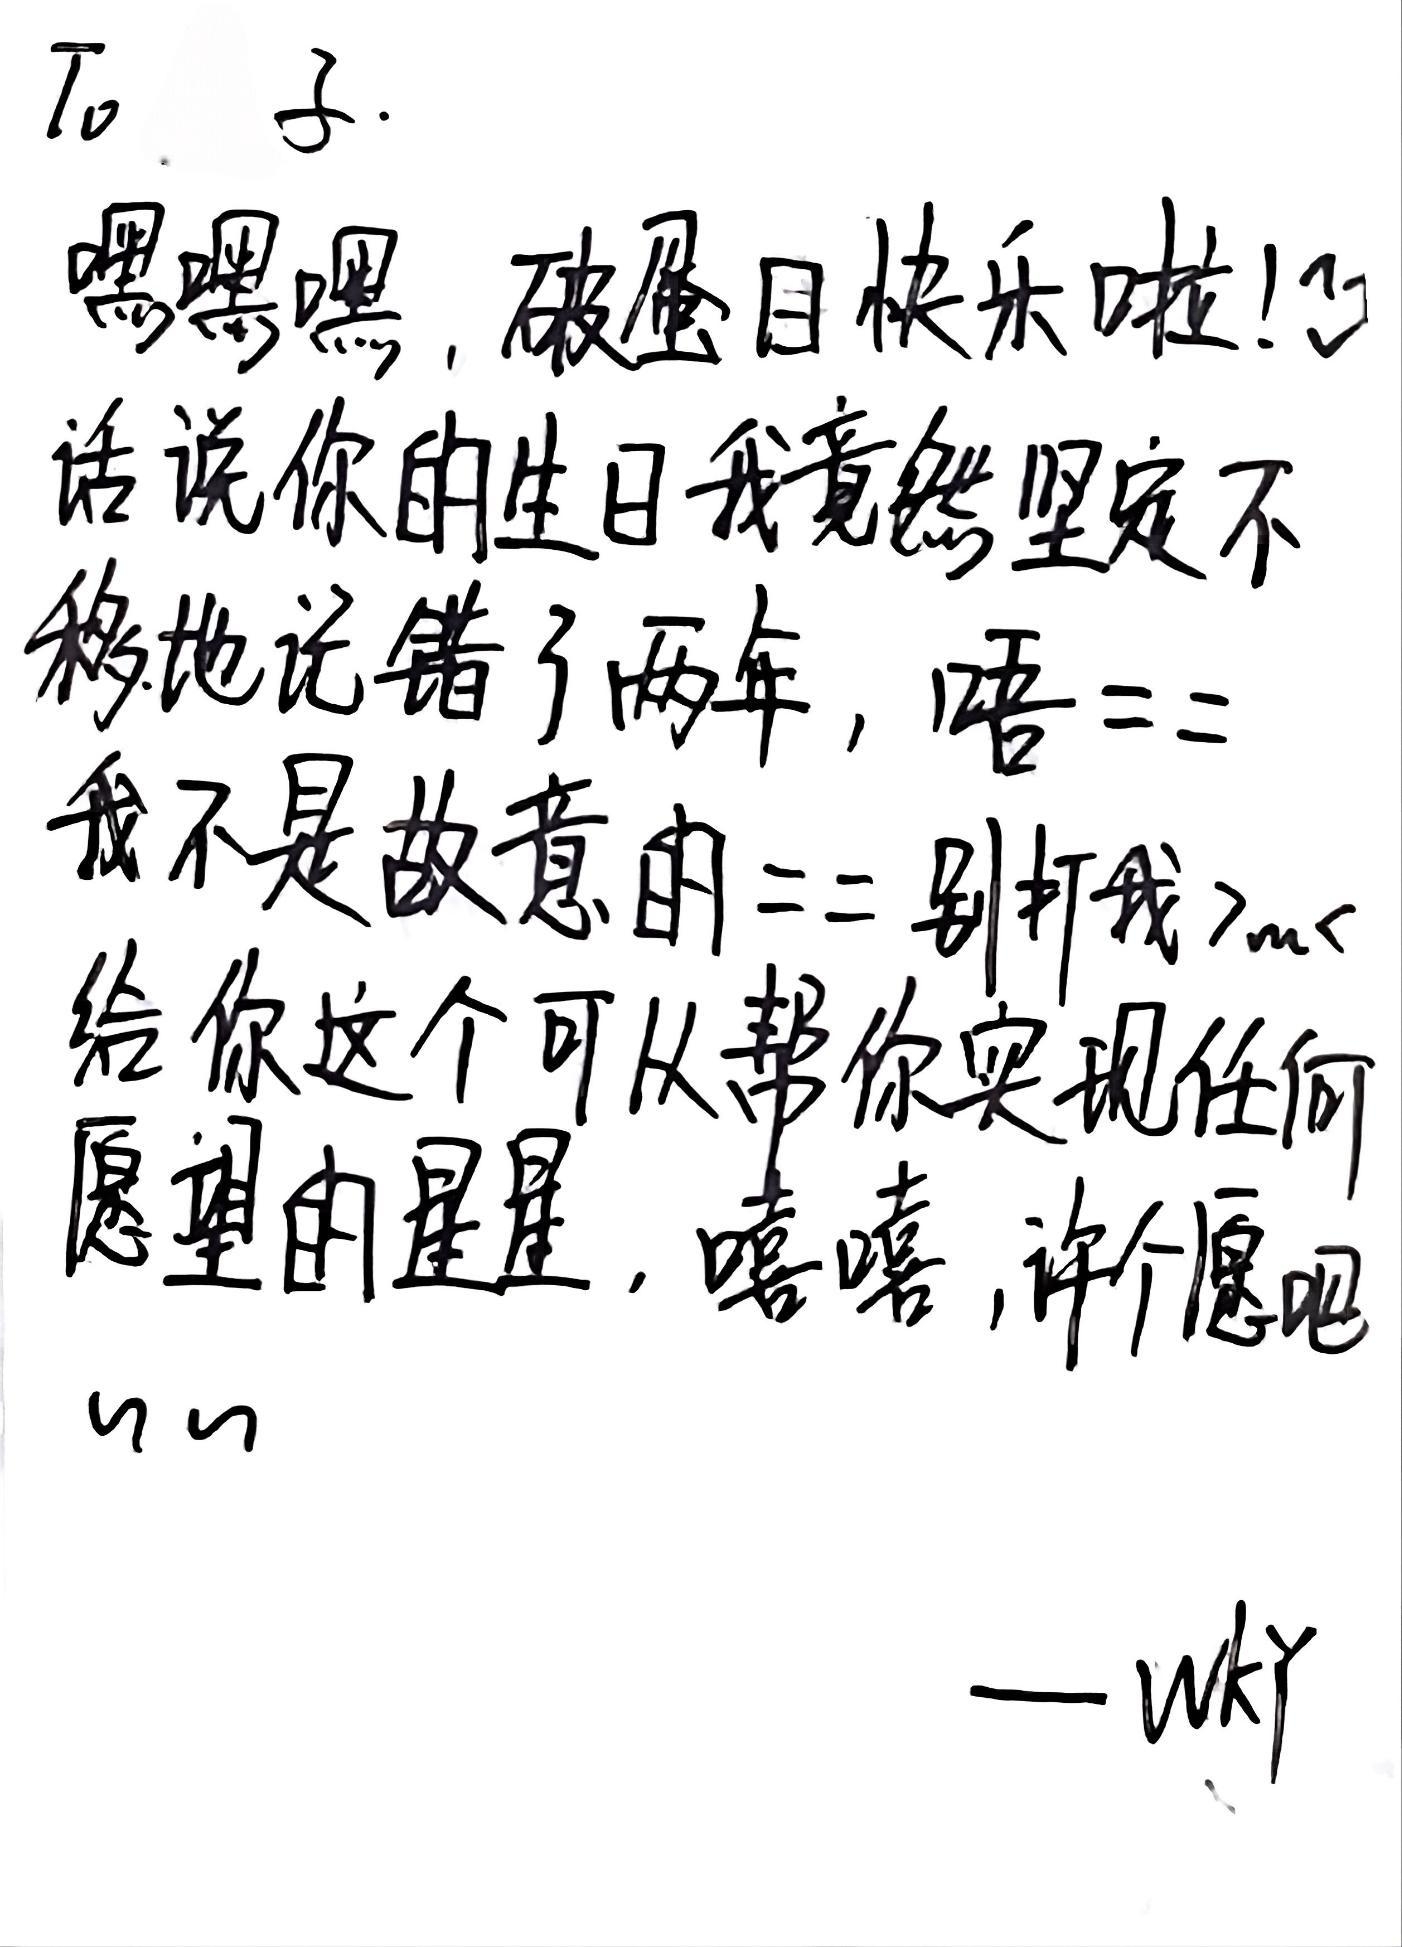 To 子.
嘿嘿嘿，破蛋日快乐啦！~
话说你的生日我竟然坚定不
移地记错了两年，唔==
我不是故意的==别打我>m<
给你这个可以帮你实现任何
愿望的星星，嘻嘻，许个愿吧
~~
—WkY